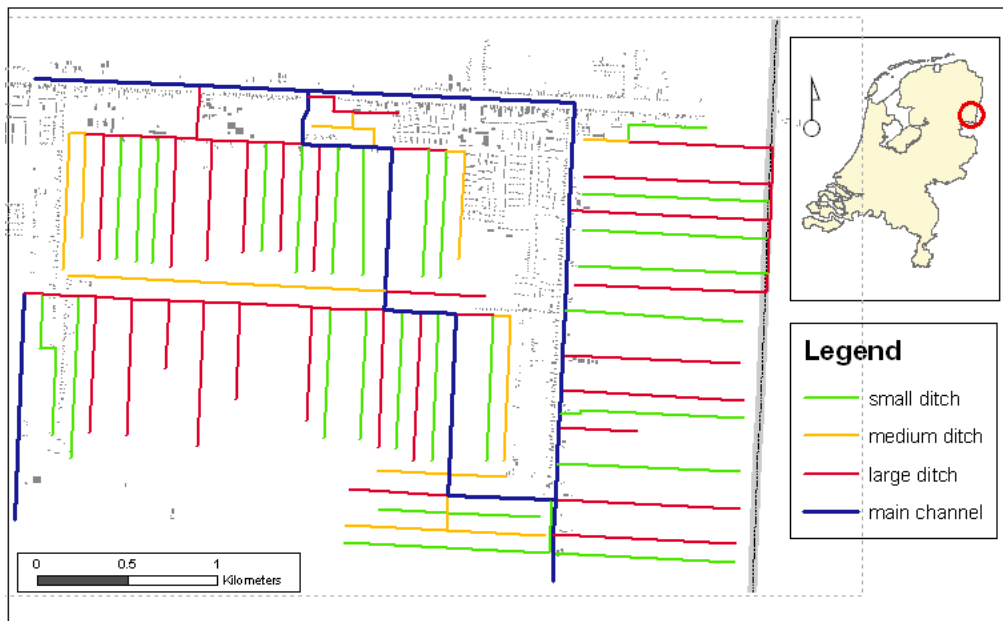 Legend
small ditch
medium ditch
large ditch
main channel
0 0.5 1
Kilometers